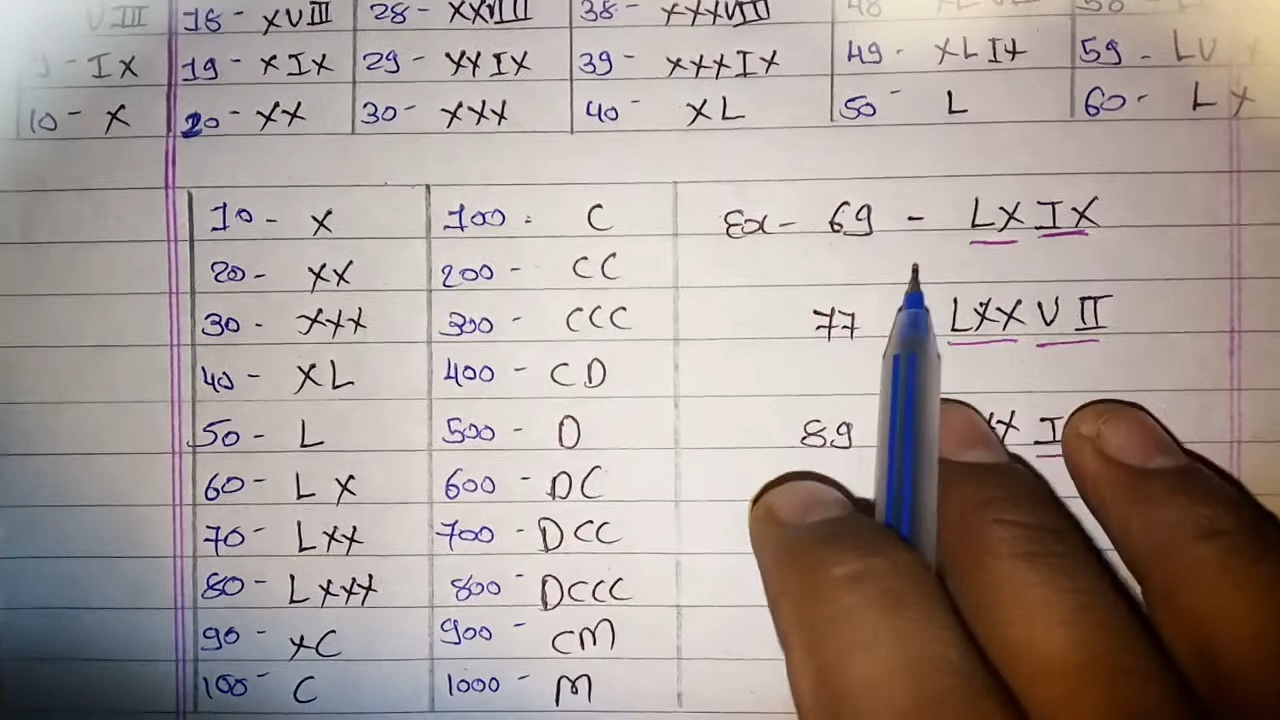 VIII 18- XVIII 28- XXVIII 38- XXXVIII 48
- IX 19- XIX 29- XXIX 39- XXXIX 49- XLIX 59- LV
10- X 20- XX 30- XXX 40- XL 50- L 60- LX
10- X 100- C Ex- 69 - LXIX
20- XX 200- CC
30- XXX 300- CCC 77 LXXVII
40- XL 400- CD
50- L 500- D 89
60- LX 600- DC
70- LXX 700- DCC
80- LXXX 800- DCCC
90- XC 900- CM
100- C 1000- M